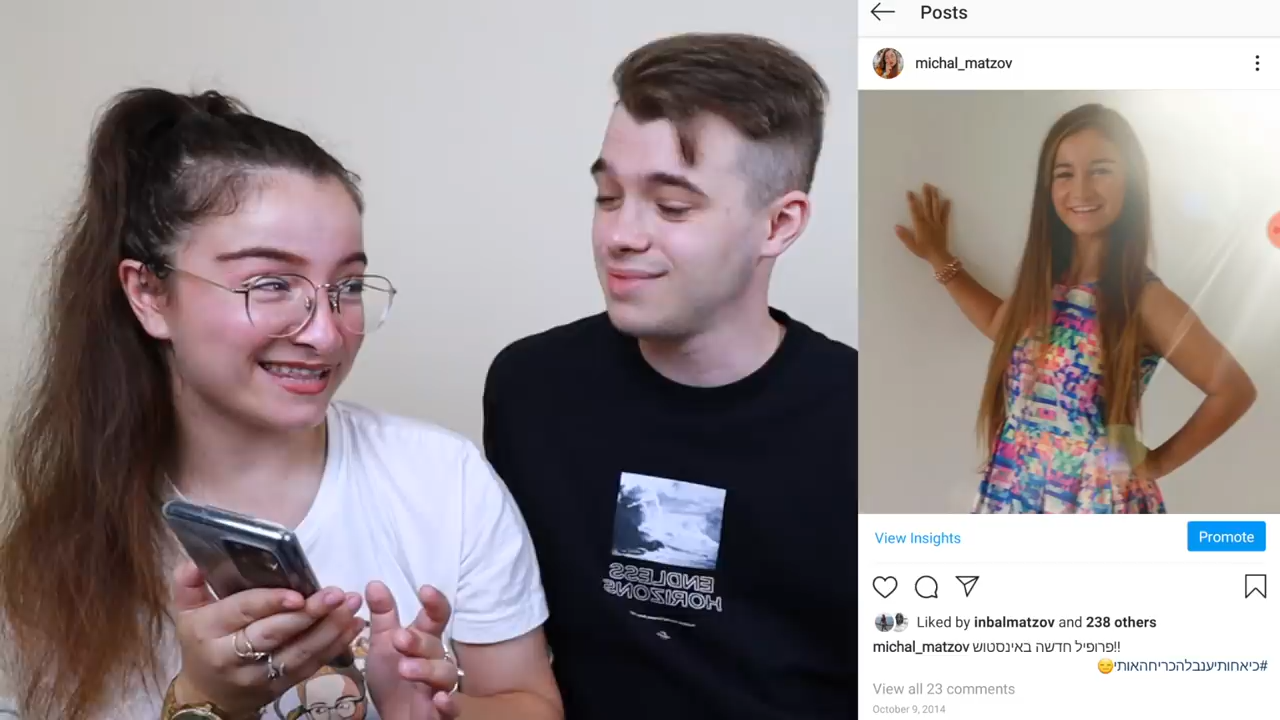 Posts
michal_matzov
ENDLESS
HORIZONS
View Insights
Promote
Liked by inbalmatzov and 238 others
michal_matzov פרופיל חדשה באינסטוש!!
#כיאחותיענבלהכריחהאותי😑
View all 23 comments
October 9, 2014